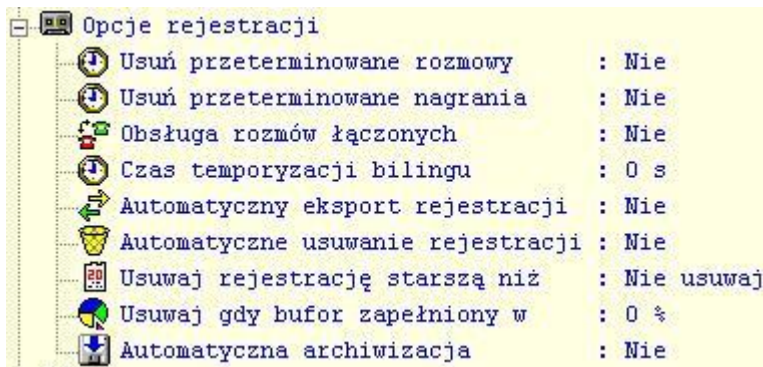 Opcje rejestracji
Usuń przeterminowane rozmowy : Nie
Usuń przeterminowane nagrania : Nie
Obsługa rozmów łączonych : Nie
Czas temporyzacji bilingu : 0 s
Automatyczny eksport rejestracji : Nie
Automatyczne usuwanie rejestracji : Nie
Usuwaj rejestrację starszą niż : Nie usuwaj
Usuwaj gdy bufor zapełniony w : 0 %
Automatyczna archiwizacja : Nie